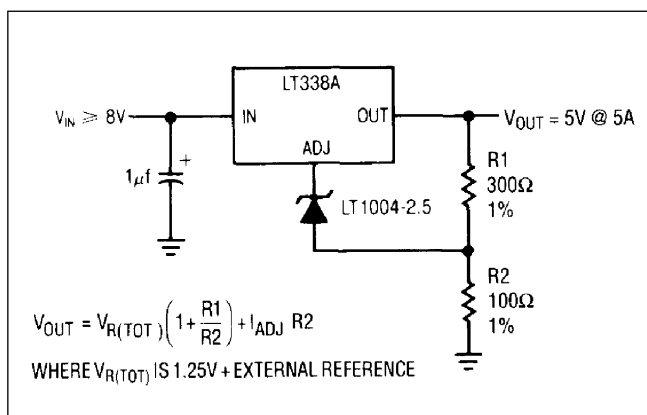 LT338A
V_IN ≥ 8V
IN
OUT
V_OUT = 5V @ 5A
ADJ
1μf
+
LT1004-2.5
R1
300Ω
1%
R2
100Ω
1%
V_OUT = V_R(TOT) (1 + R1/R2) + I_ADJ R2
WHERE V_R(TOT) IS 1.25V + EXTERNAL REFERENCE